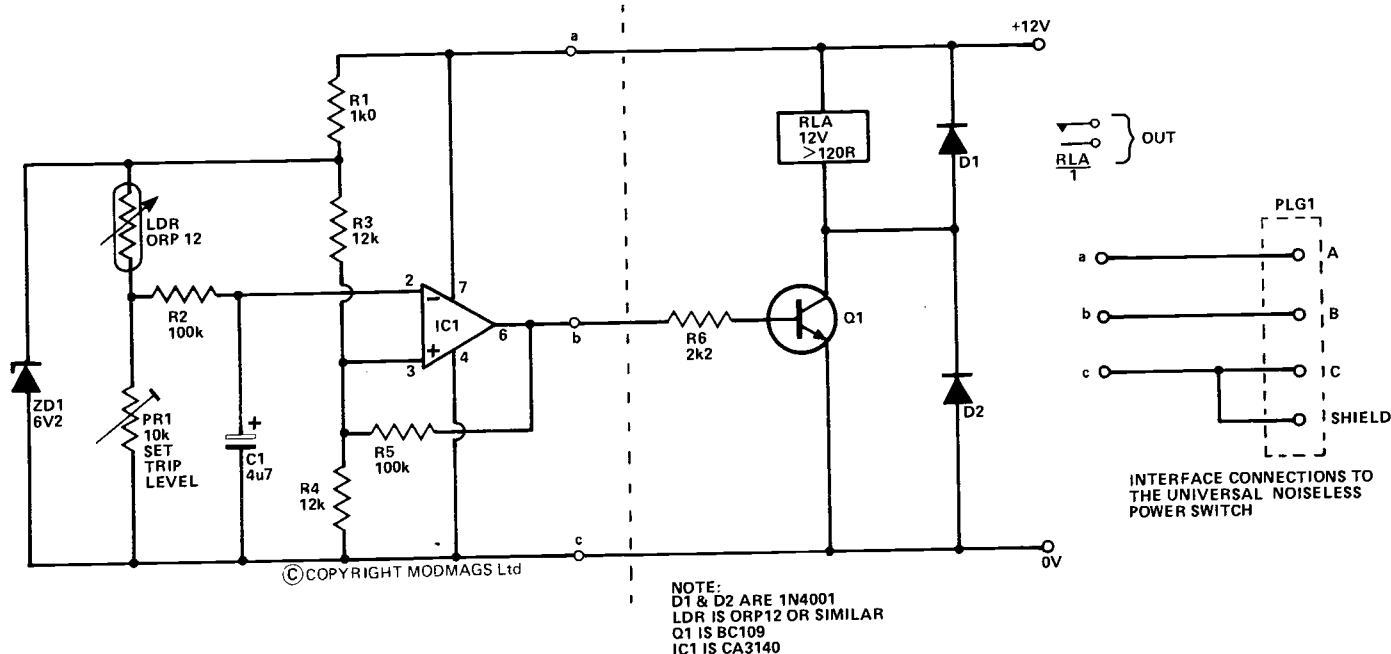 a
+12V
R1
1k0
RLA
12V
>120R
D1
OUT
RLA
1
LDR
ORP 12
R3
12k
PLG1
a
A
2
7
R2
100k
IC1
6
b
R6
2k2
Q1
b
B
3
4
c
C
ZD1
6V2
PR1
10k
SET
TRIP
LEVEL
+
C1
4u7
R5
100k
D2
SHIELD
R4
12k
INTERFACE CONNECTIONS TO
THE UNIVERSAL NOISELESS
POWER SWITCH
c
0V
©COPYRIGHT MODMAGS Ltd
NOTE:
D1 & D2 ARE 1N4001
LDR IS ORP12 OR SIMILAR
Q1 IS BC109
IC1 IS CA3140